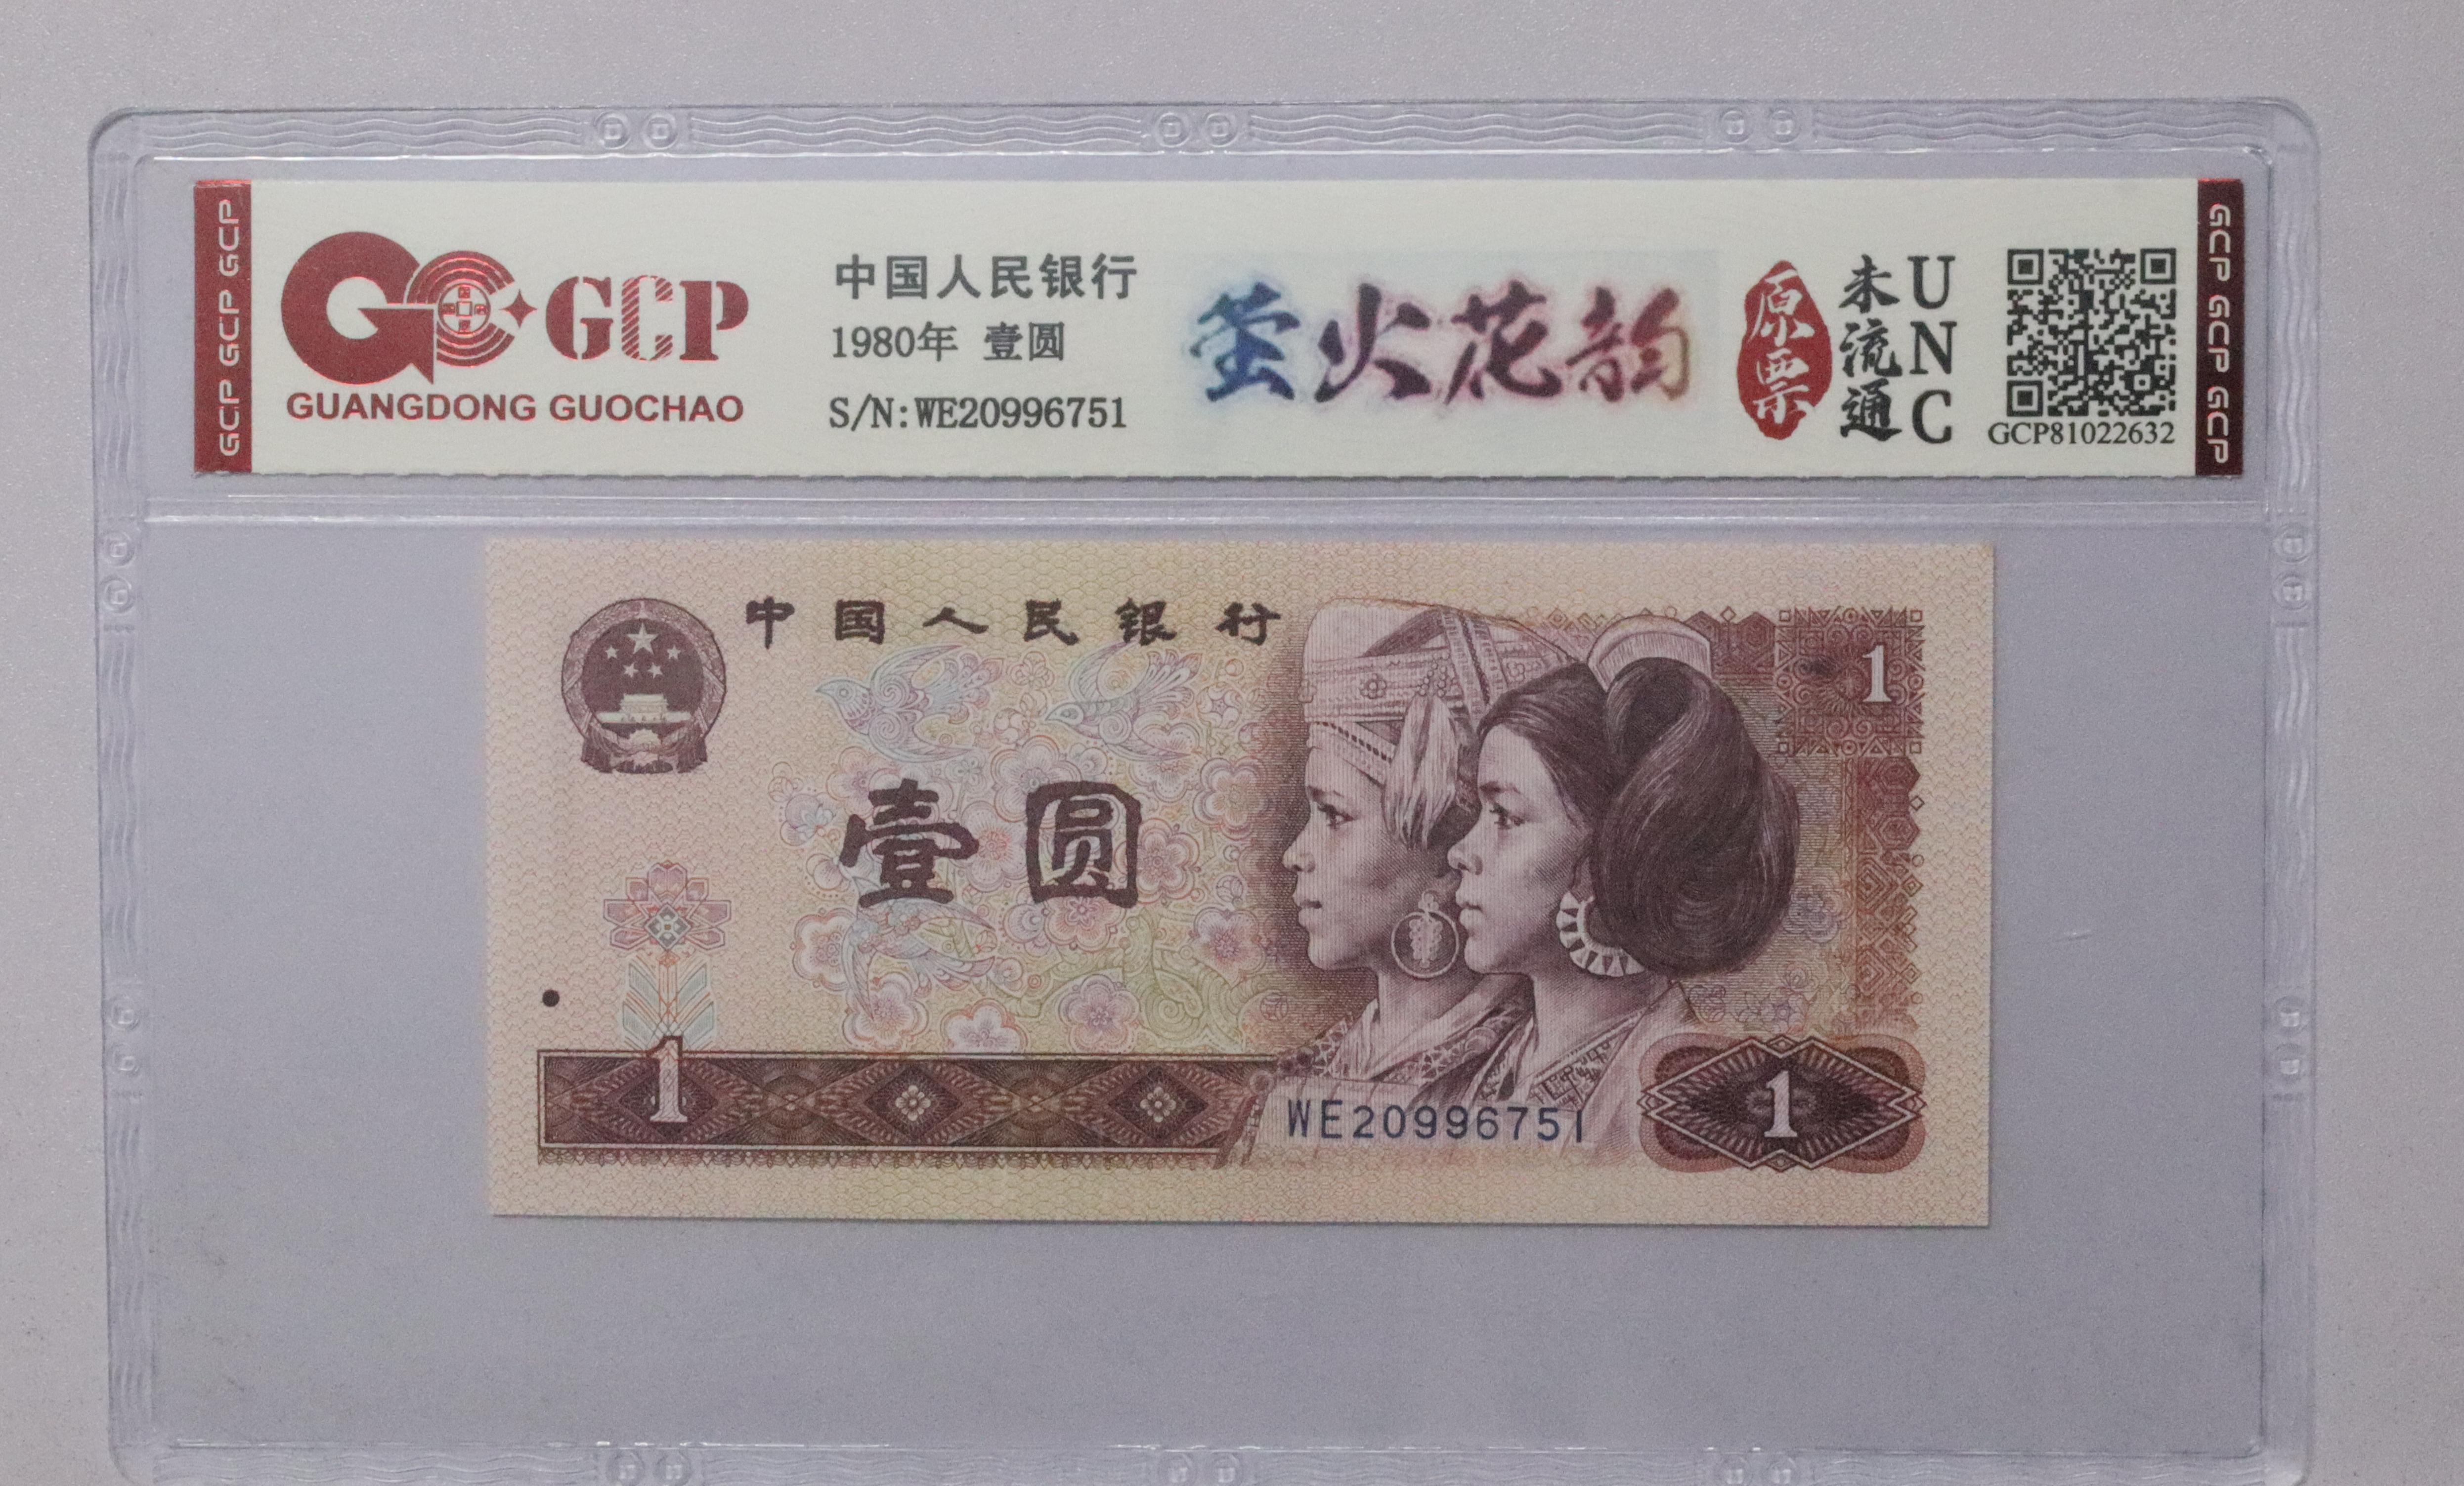 GCP GCP GCP
GCP
GUANGDONG GUOCHAO
中国人民银行
1980年 壹圆
S/N:WE20996751
萤火花韵
原票
未流通
UNC
GCP81022632
GCP GCP GCP
中国人民银行
1
壹圆
1
WE20996751
1